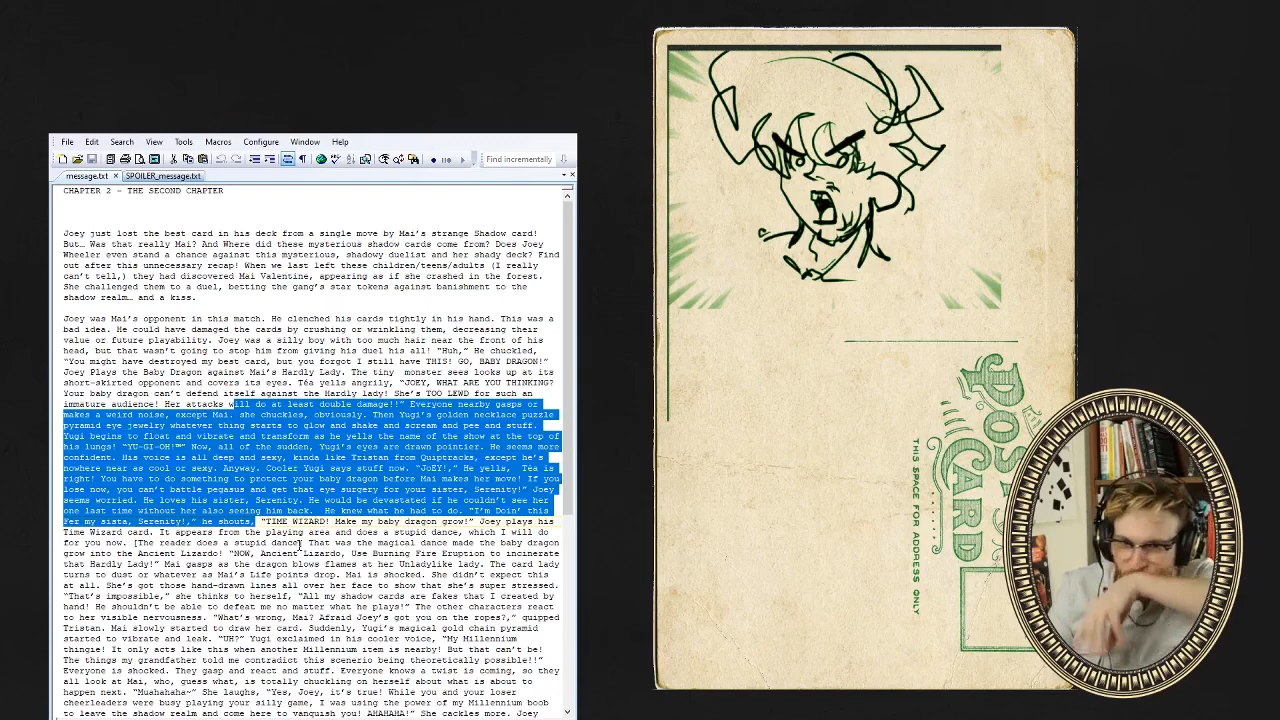 File Edit Search View Tools Macros Configure Window Help
Find incrementally
message.txt SPOILER_message.txt
CHAPTER 2 – THE SECOND CHAPTER
Joey just lost the best card in his deck from a single move by Mai's strange Shadow card!
But… Was that really Mai? And Where did these mysterious shadow cards come from? Does Joey
Wheeler even stand a chance against this mysterious, shadowy duelist and her shady deck? Find
out after this unnecessary recap! When we last left these children/teens/adults (I really
can't tell,) they had discovered Mai Valentine, appearing as if she crashed in the forest.
She challenged them to a duel, betting the gang's star tokens against banishment to the
shadow realm… and a kiss.
Joey was Mai's opponent in this match. He clenched his cards tightly in his hand. This was a
bad idea. He could have damaged the cards by crushing or wrinkling them, decreasing their
value or future playability. Joey was a silly boy with too much hair near the front of his
head, but that wasn't going to stop him from giving his duel his all! "Huh," He chuckled,
"You might have destroyed my best card, but you forgot I still have THIS! GO, BABY DRAGON!"
Joey Plays the Baby Dragon against Mai's Hardly Lady. The tiny monster sees looks up at its
short-skirted opponent and covers its eyes. Téa yells angrily, "JOEY, WHAT ARE YOU THINKING?
Your baby dragon can't defend itself against the Hardly Lady! She's TOO LEWD for such an
immature audience! Her attacks will do at least double damage!!" Everyone nearby gasps or
makes a weird noise, except Mai. she chuckles, obviously. Then Yugi's golden necklace puzzle
pyramid eye jewelry whatever thing starts to glow and shake and scream and pee and stuff.
Yugi begins to float and vibrate and transform as he yells the name of the show at the top of
his lungs! "YU-GI-OH!™" Now, all of the sudden, Yugi's eyes are drawn pointier. He seems more
confident. His voice is all deep and sexy, kinda like Tristan from Quiptracks, except he's
nowhere near as cool or sexy. Anyway. Cooler Yugi says stuff now. "JoEY!," He yells, Téa is
right! You have to do something to protect your baby dragon before Mai makes her move! If you
lose now, you can't battle pegasus and get that eye surgery for your sister, Serenity!" Joey
seems worried. He loves his sister, Serenity. He would be devastated if he couldn't see her
one last time without her also seeing him back. He knew what he had to do. "I'm Doin' this
Fer my sista, Serenity!," he shouts, "TIME WIZARD! Make my baby dragon grow!" Joey plays his
Time Wizard card. It appears from the playing area and does a stupid dance, which I will do
for you now. [The reader does a stupid dance] That was the magical dance made the baby dragon
grow into the Ancient Lizardo! "NOW, Ancient Lizardo, Use Burning Fire Eruption to incinerate
that Hardly Lady!" Mai gasps as the dragon blows flames at her Unladylike lady. The card lady
turns to dust or whatever as Mai's Life points drop. Mai is shocked. She didn't expect this
at all. She's got those hand-drawn lines all over her face to show that she's super stressed.
"That's impossible," she thinks to herself, "All my shadow cards are fakes that I created by
hand! He shouldn't be able to defeat me no matter what he plays!" The other characters react
to her visible nervousness. "What's wrong, Mai? Afraid Joey's got you on the ropes?," quipped
Tristan. Mai slowly started to draw her card. Suddenly, Yugi's magical gold chain pyramid
started to vibrate and leak. "UH?" Yugi exclaimed in his cooler voice, "My Millennium
thingie! It only acts like this when another Millennium item is nearby! But that can't be!
The things my grandfather told me contradict this scenerio being theoretically possible!!"
Everyone is shocked. They gasp and react and stuff. Everyone knows a twist is coming, so they
all look at Mai, who, guess what, is totally chuckling on herself about what is about to
happen next. "Muahahaha~" She laughs, "Yes, Joey, it's true! While you and your loser
cheerleaders were busy playing your silly game, I was using the power of my Millennium boob
to leave the shadow realm and come here to vanquish you! AHAHAHA!" She cackles more. Joey
POST CARD
THIS SPACE FOR ADDRESS ONLY